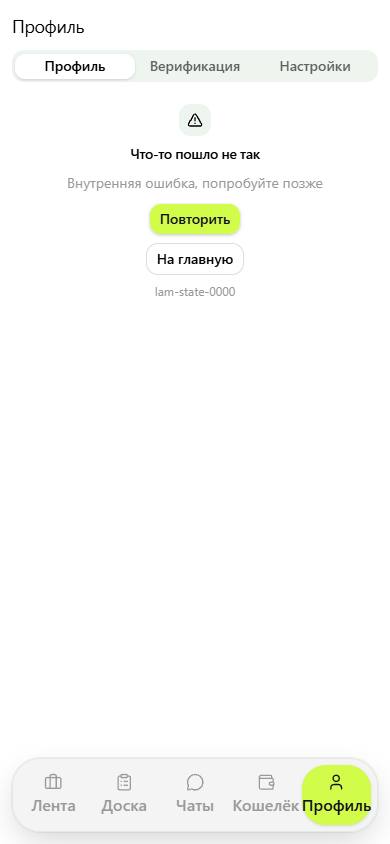 Профиль
Профиль Верификация Настройки
Что-то пошло не так
Внутренняя ошибка, попробуйте позже
Повторить
На главную
lam-state-0000
Лента Доска Чаты Кошелёк Профиль